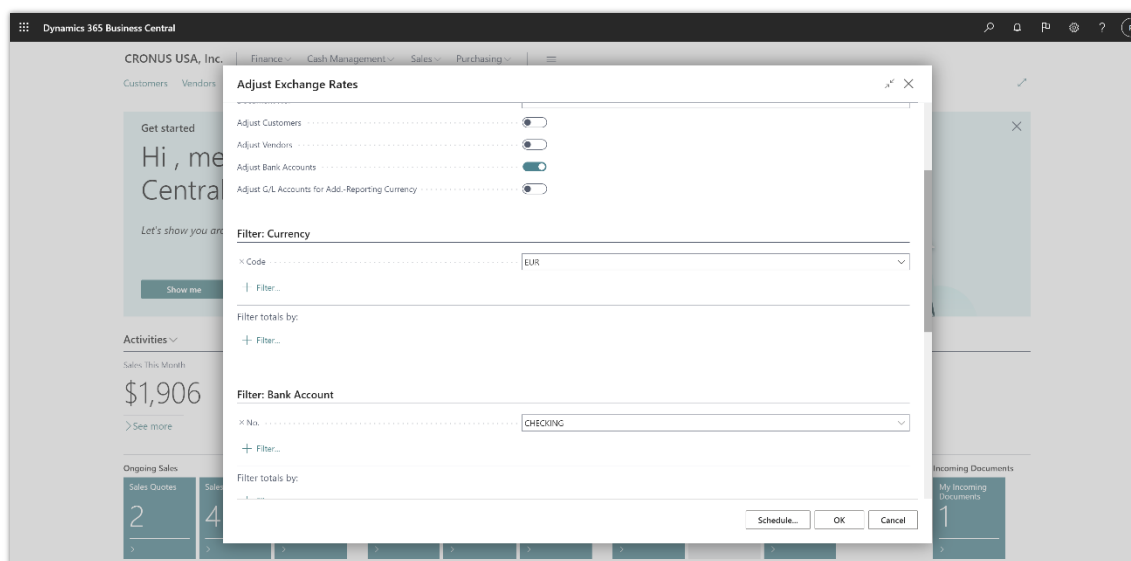 Dynamics 365 Business Central
?
CRONUS USA, Inc.
Finance
Cash Management
Sales
Purchasing
Customers
Vendors
Get started
Hi , me
Central
Let's show you aro
Show me
Activities
Sales This Month
$1,906
See more
Ongoing Sales
Sales Quotes
2
Sales
4
Incoming Documents
My Incoming
Documents
1
Adjust Exchange Rates
Adjust Customers
Adjust Vendors
Adjust Bank Accounts
Adjust G/L Accounts for Add.-Reporting Currency
Filter: Currency
Code
EUR
Filter...
Filter totals by:
Filter...
Filter: Bank Account
No.
CHECKING
Filter...
Filter totals by:
Schedule...
OK
Cancel